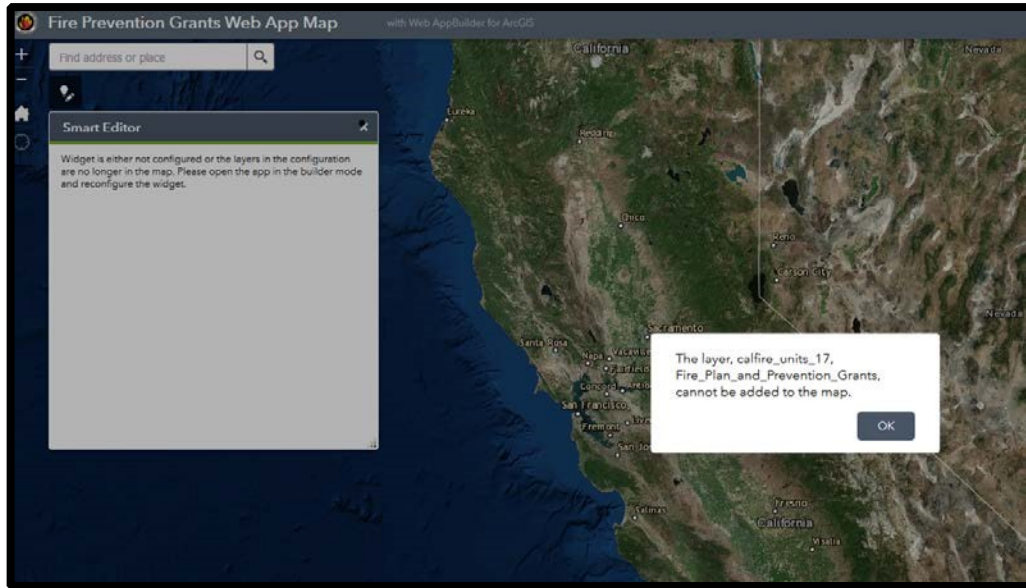 Fire Prevention Grants Web App Map
with Web AppBuilder for ArcGIS
Find address or place
Smart Editor
Widget is either not configured or the layers in the configuration
are no longer in the map. Please open the app in the builder mode
and reconfigure the widget.
California
Nevada
Eureka
Redding
Chico
Reno
Carson City
Nevada
Sacramento
Santa Rosa
Napa
Vacaville
Fairfield
Concord
San Francisco
Fremont
The layer, calfire_units_17,
Fire_Plan_and_Prevention_Grants,
cannot be added to the map.
OK
Salinas
Fresno
California
Visalia